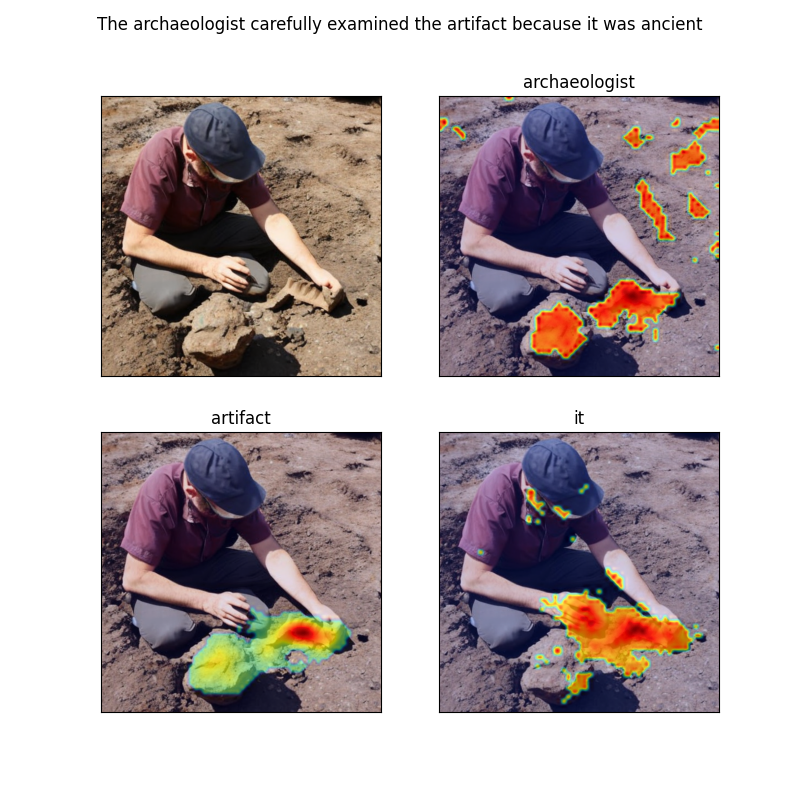 The archaeologist carefully examined the artifact because it was ancient
archaeologist
artifact
it